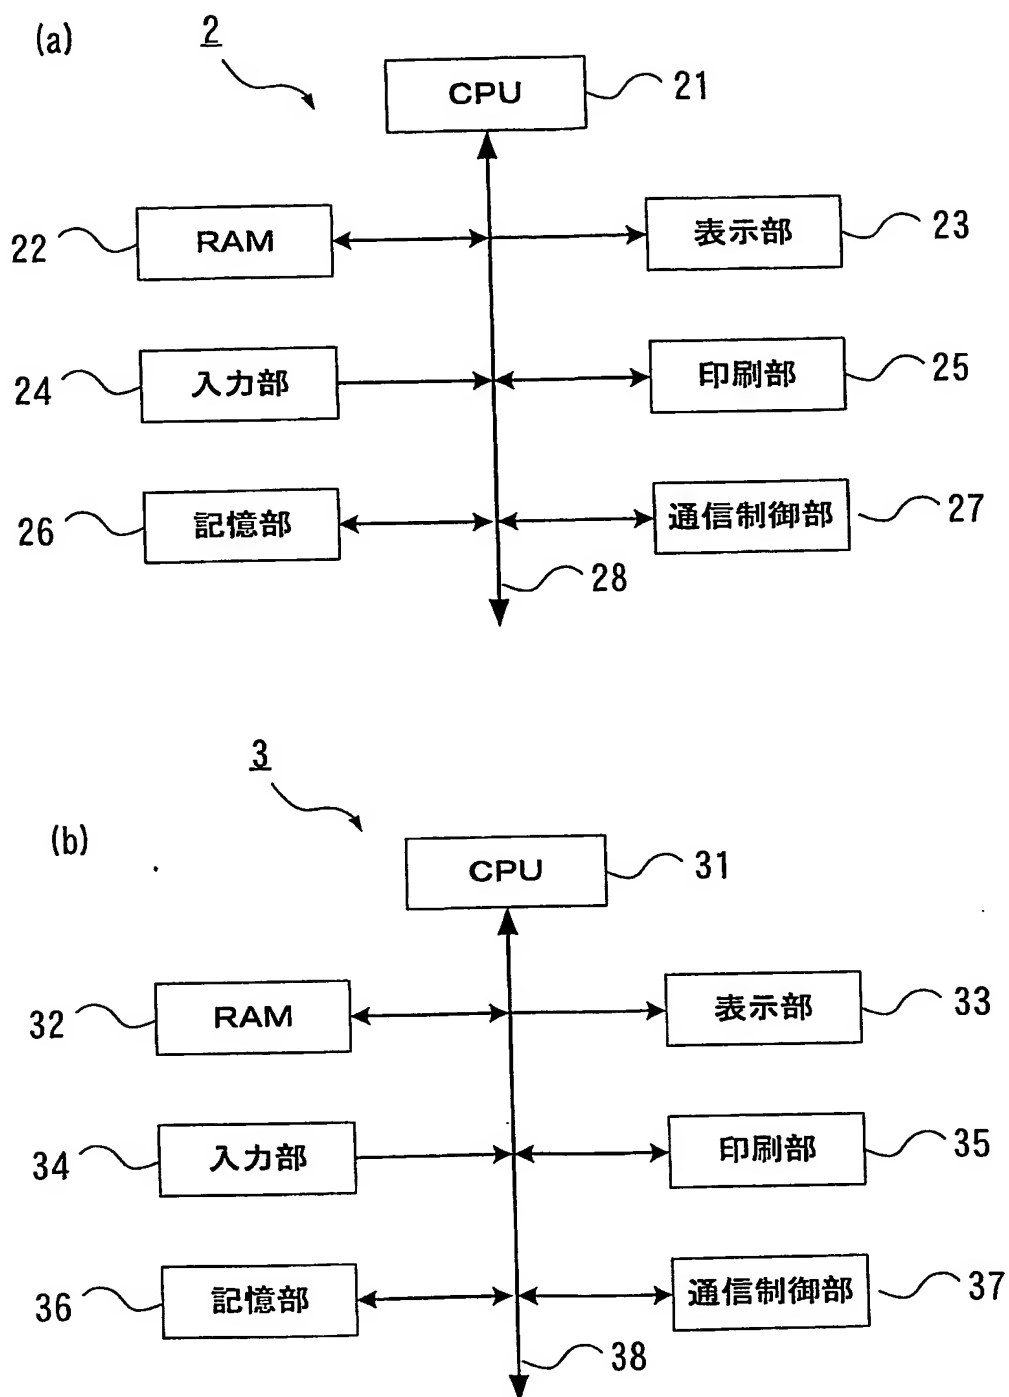 (a)
2
CPU 21
22 RAM 表示部 23
24 入力部 印刷部 25
26 記憶部 通信制御部 27
28
3
(b)
CPU 31
32 RAM 表示部 33
34 入力部 印刷部 35
36 記憶部 通信制御部 37
38